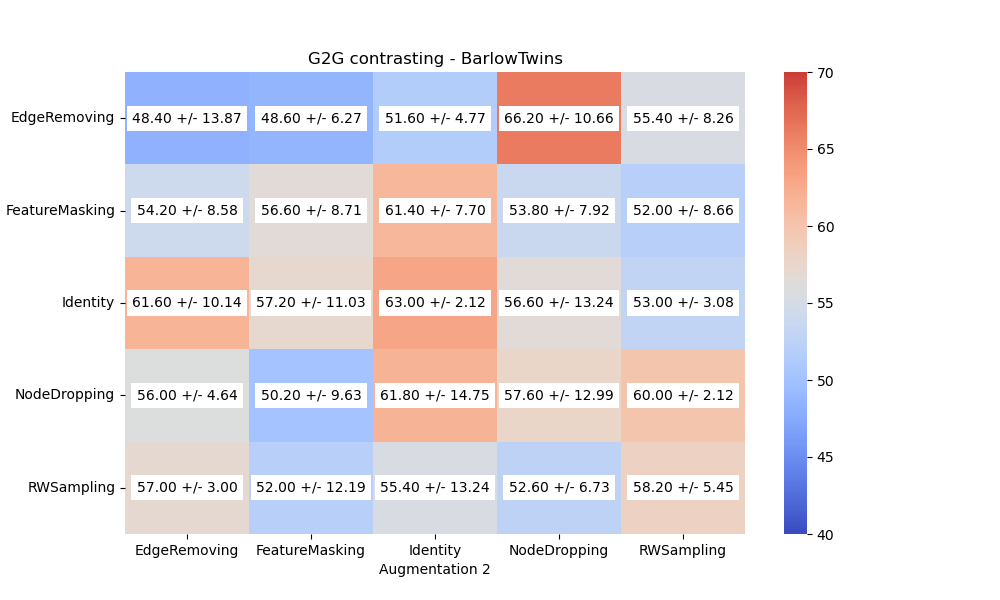 G2G contrasting - BarlowTwins
EdgeRemoving 48.40 +/- 13.87 48.60 +/- 6.27 51.60 +/- 4.77 66.20 +/- 10.66 55.40 +/- 8.26
FeatureMasking 54.20 +/- 8.58 56.60 +/- 8.71 61.40 +/- 7.70 53.80 +/- 7.92 52.00 +/- 8.66
Identity 61.60 +/- 10.14 57.20 +/- 11.03 63.00 +/- 2.12 56.60 +/- 13.24 53.00 +/- 3.08
NodeDropping 56.00 +/- 4.64 50.20 +/- 9.63 61.80 +/- 14.75 57.60 +/- 12.99 60.00 +/- 2.12
RWSampling 57.00 +/- 3.00 52.00 +/- 12.19 55.40 +/- 13.24 52.60 +/- 6.73 58.20 +/- 5.45
EdgeRemoving FeatureMasking Identity NodeDropping RWSampling
Augmentation 2
70
65
60
55
50
45
40